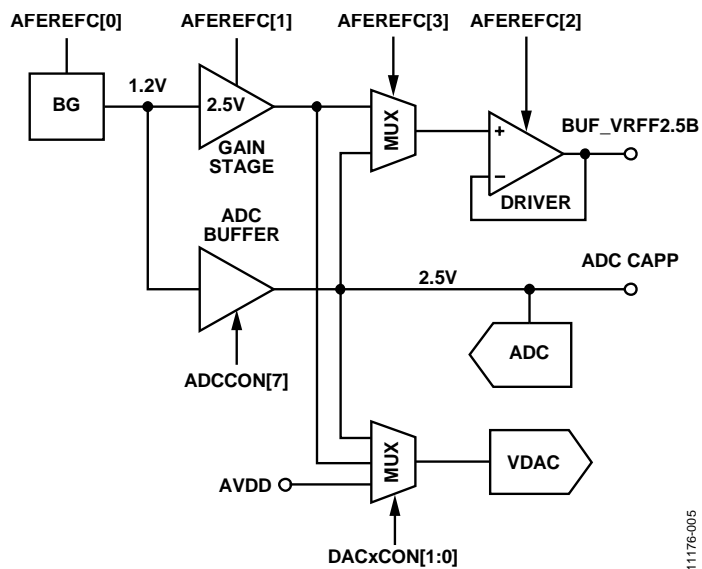 AFEREFC[0]
AFEREFC[1]
AFEREFC[3]
AFEREFC[2]
BG
1.2V
2.5V
GAIN
STAGE
MUX
+
−
DRIVER
BUF_VRFF2.5B
ADC
BUFFER
2.5V
ADC CAPP
ADC
ADCCON[7]
MUX
VDAC
AVDD
DACxCON[1:0]
11176-005